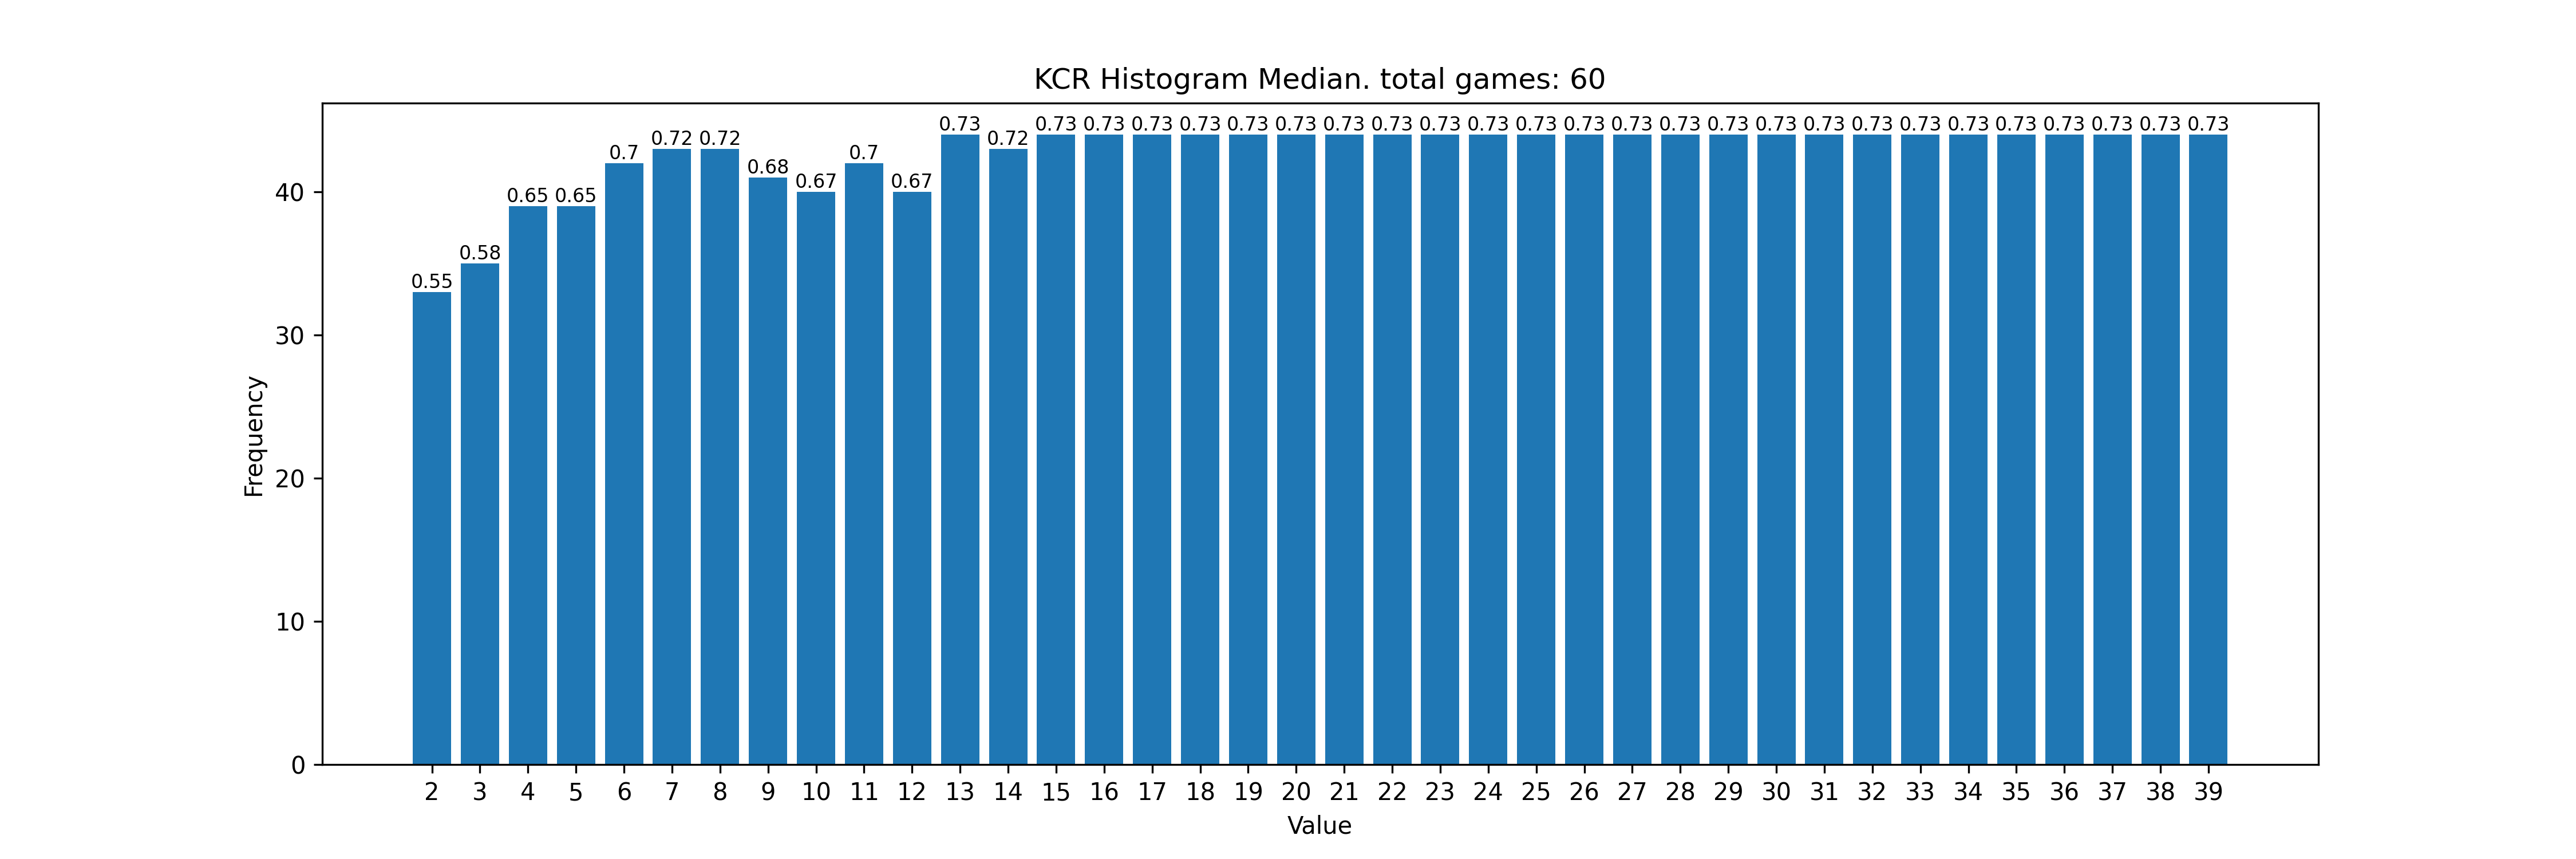 KCR Histogram Median. total games: 60
0.55 0.58 0.65 0.65 0.7 0.72 0.72 0.68 0.67 0.7 0.67 0.73 0.72 0.73 0.73 0.73 0.73 0.73 0.73 0.73 0.73 0.73 0.73 0.73 0.73 0.73 0.73 0.73 0.73 0.73 0.73 0.73 0.73 0.73 0.73 0.73 0.73 0.73
40
30
20
10
0
Frequency
2 3 4 5 6 7 8 9 10 11 12 13 14 15 16 17 18 19 20 21 22 23 24 25 26 27 28 29 30 31 32 33 34 35 36 37 38 39
Value